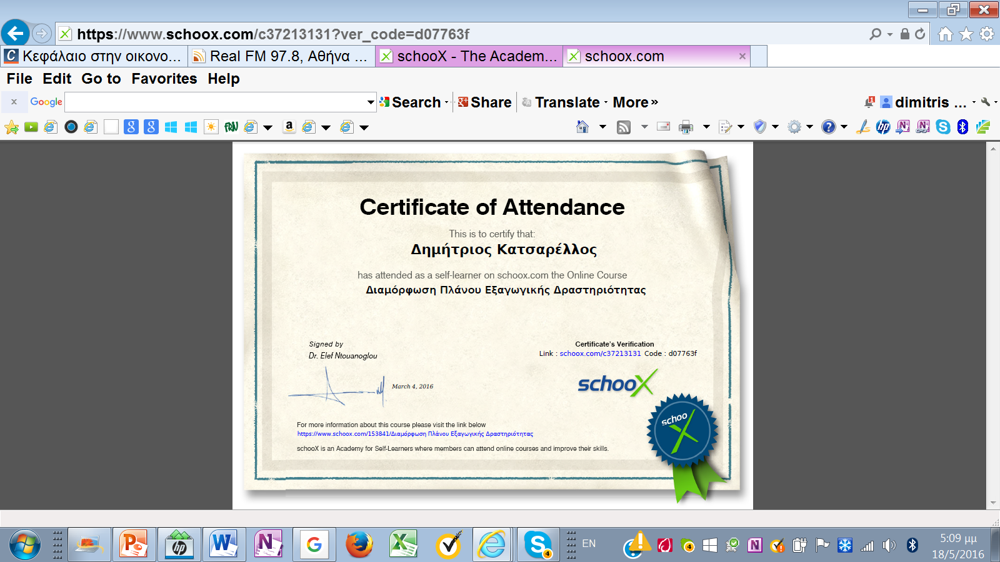 https://www.schoox.com/c37213131?ver_code=d07763f
Κεφάλαιο στην οικονο...
Real FM 97.8, Αθήνα ...
schooX - The Academ...
schoox.com
File Edit Go to Favorites Help
x Google Search Share Translate More » dimitris ...
Certificate of Attendance
This is to certify that:
Δημήτριος Κατσαρέλλος
has attended as a self-learner on schoox.com the Online Course
Διαμόρφωση Πλάνου Εξαγωγικής Δραστηριότητας
Signed by
Dr. Elef Ntouanoglou
March 4, 2016
Certificate's Verification
Link : schoox.com/c37213131 Code : d07763f
schooX
schoo X
For more information about this course please visit the link below
https://www.schoox.com/153841/Διαμόρφωση Πλάνου Εξαγωγικής Δραστηριότητας
schooX is an Academy for Self-Learners where members can attend online courses and improve their skills.
EN
5:09 μμ
18/5/2016